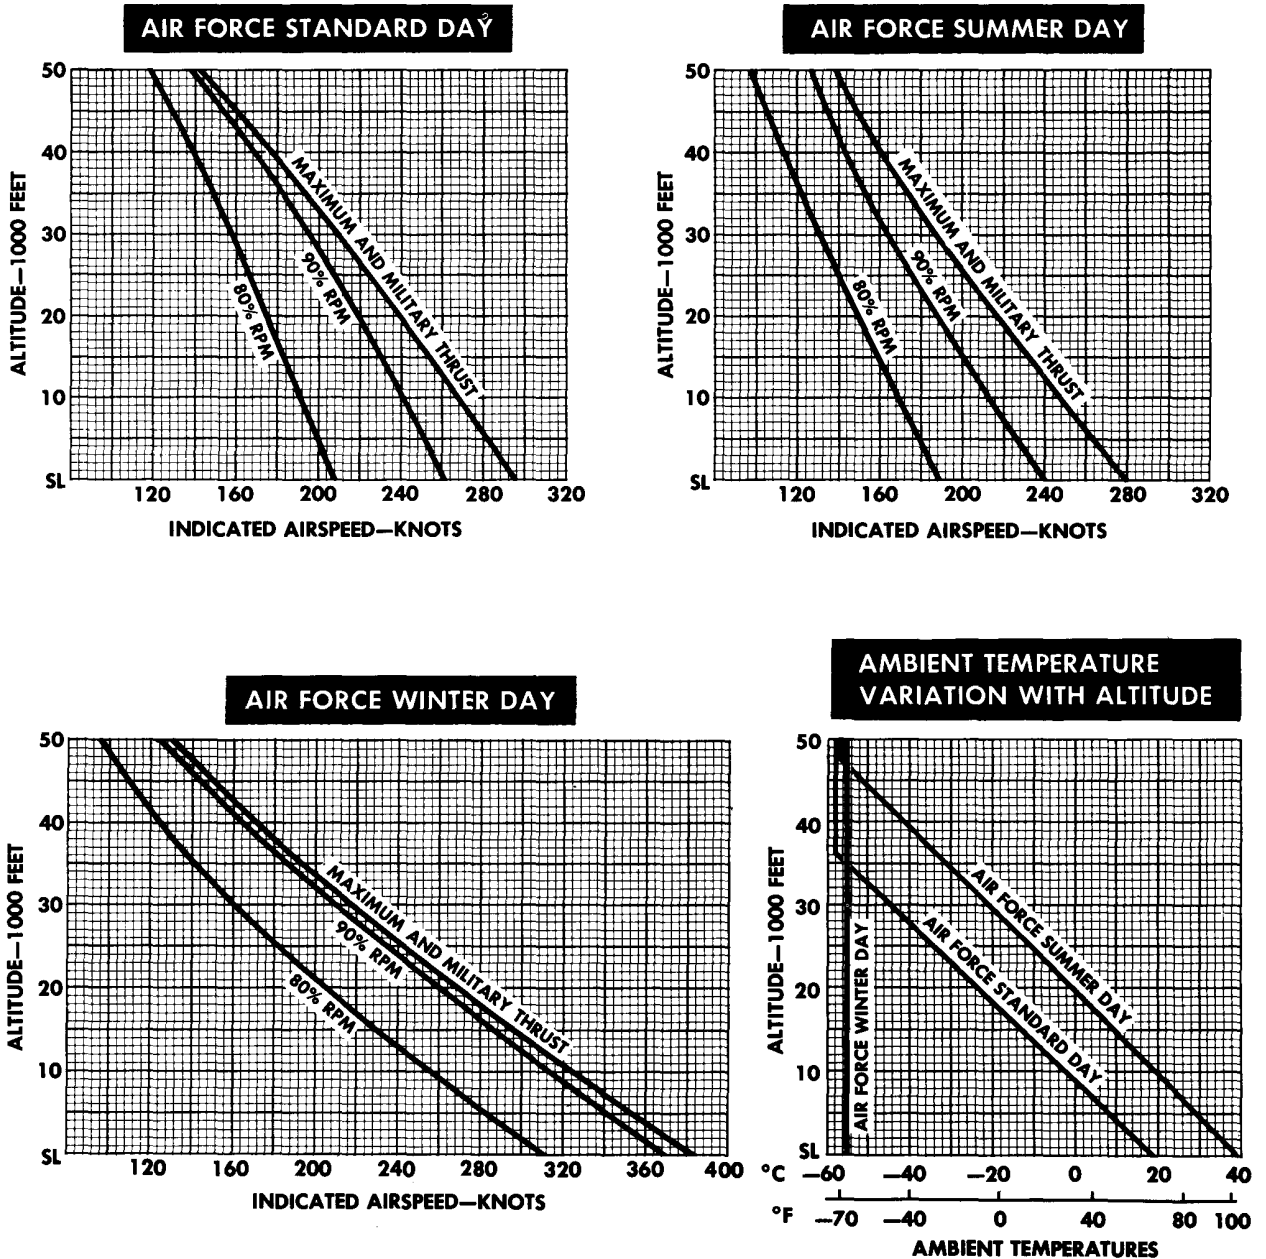 AIR FORCE STANDARD DAY
50
40
30
20
10
SL
ALTITUDE—1000 FEET
MAXIMUM AND MILITARY THRUST
90% RPM
80% RPM
120 160 200 240 280 320
INDICATED AIRSPEED—KNOTS
AIR FORCE SUMMER DAY
50
40
30
20
10
SL
ALTITUDE—1000 FEET
MAXIMUM AND MILITARY THRUST
90% RPM
80% RPM
120 160 200 240 280 320
INDICATED AIRSPEED—KNOTS
AIR FORCE WINTER DAY
50
40
30
20
10
SL
ALTITUDE—1000 FEET
MAXIMUM AND MILITARY THRUST
90% RPM
80% RPM
120 160 200 240 280 320 360 400
INDICATED AIRSPEED—KNOTS
AMBIENT TEMPERATURE
VARIATION WITH ALTITUDE
50
40
30
20
10
SL
ALTITUDE—1000 FEET
AIR FORCE SUMMER DAY
AIR FORCE STANDARD DAY
AIR FORCE WINTER DAY
°C —60 —40 —20 0 20 40
°F —70 —40 0 40 80 100
AMBIENT TEMPERATURES